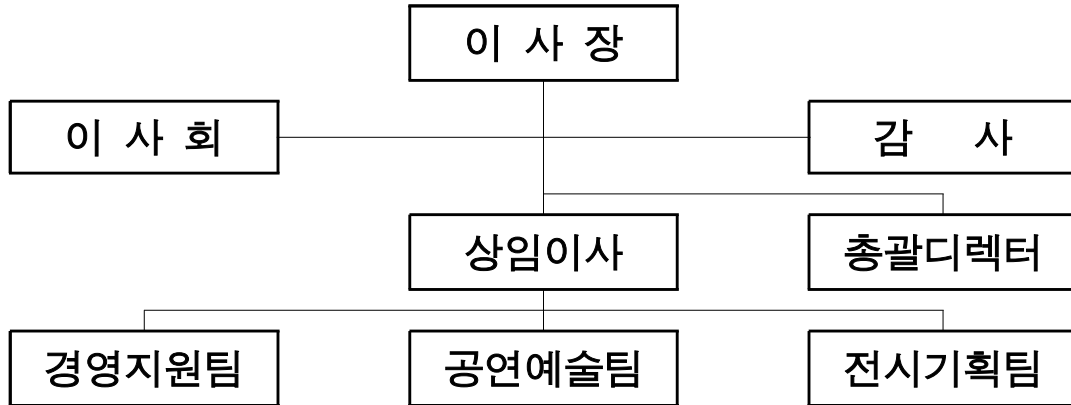 이 사 장
이 사 회
감 사
상임이사
총괄디렉터
경영지원팀
공연예술팀
전시기획팀